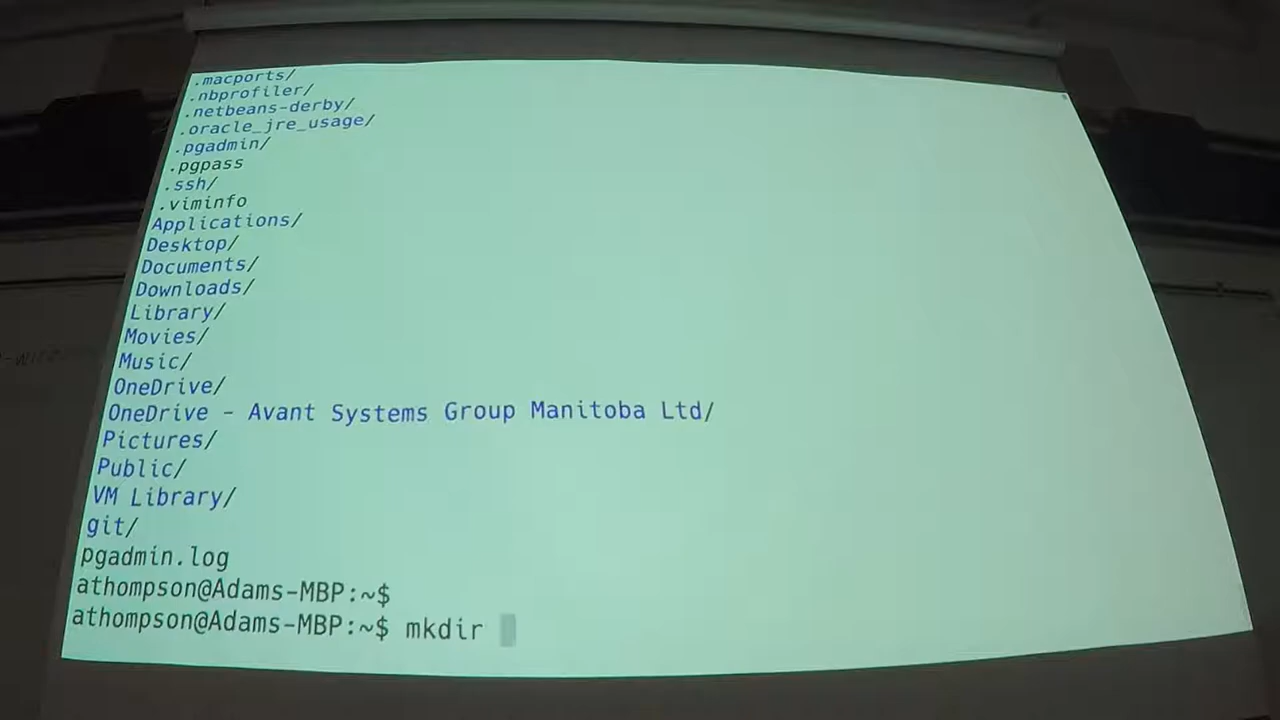 .macports/
.nbprofiler/
.netbeans-derby/
.oracle_jre_usage/
.pgadmin/
.pgpass
.ssh/
.viminfo
Applications/
Desktop/
Documents/
Downloads/
Library/
Movies/
Music/
OneDrive/
OneDrive - Avant Systems Group Manitoba Ltd/
Pictures/
Public/
VM Library/
git/
pgadmin.log
athompson@Adams-MBP:~$
athompson@Adams-MBP:~$ mkdir